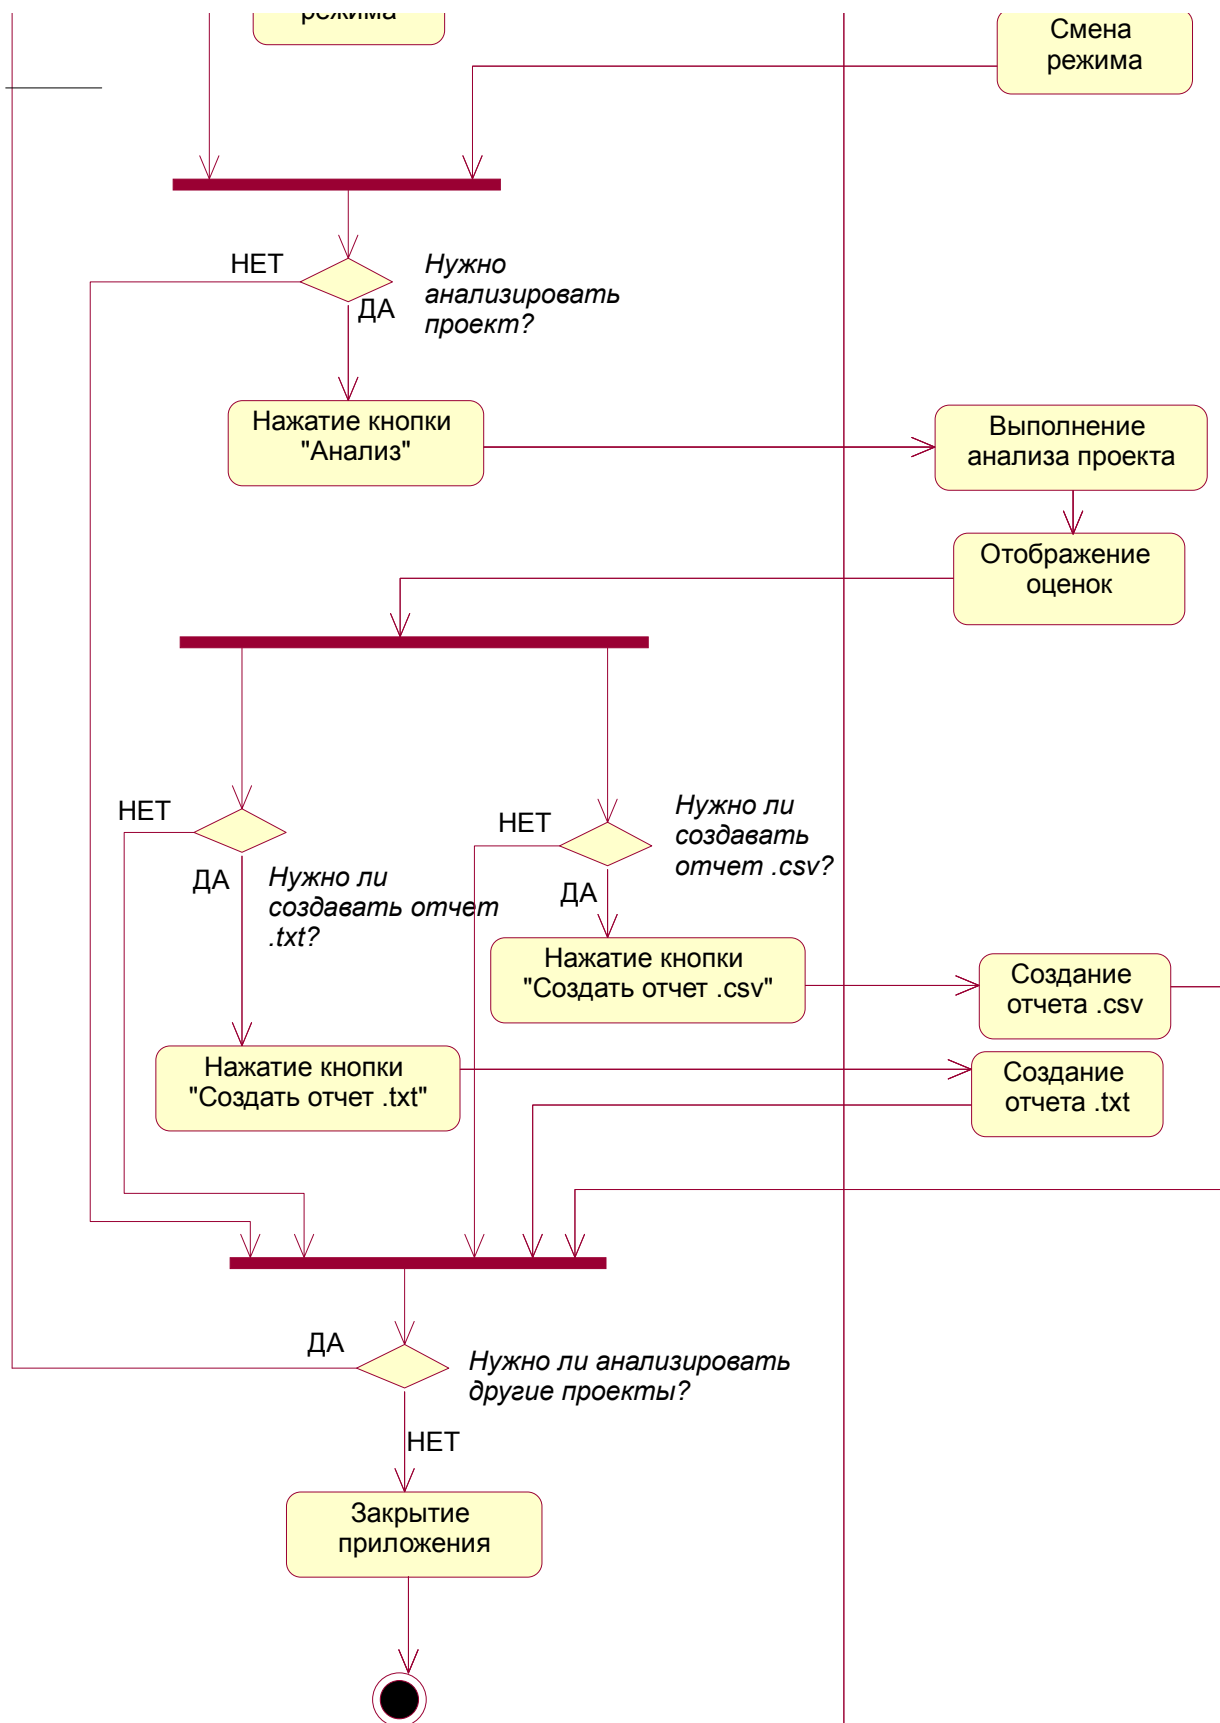 режима
Смена
режима
НЕТ
Нужно
анализировать
проект?
ДА
Нажатие кнопки
"Анализ"
Выполнение
анализа проекта
Отображение
оценок
НЕТ
ДА
Нужно ли
создавать отчет
.txt?
НЕТ
Нужно ли
создавать
отчет .csv?
ДА
Нажатие кнопки
"Создать отчет .csv"
Создание
отчета .csv
Нажатие кнопки
"Создать отчет .txt"
Создание
отчета .txt
ДА
Нужно ли анализировать
другие проекты?
НЕТ
Закрытие
приложения